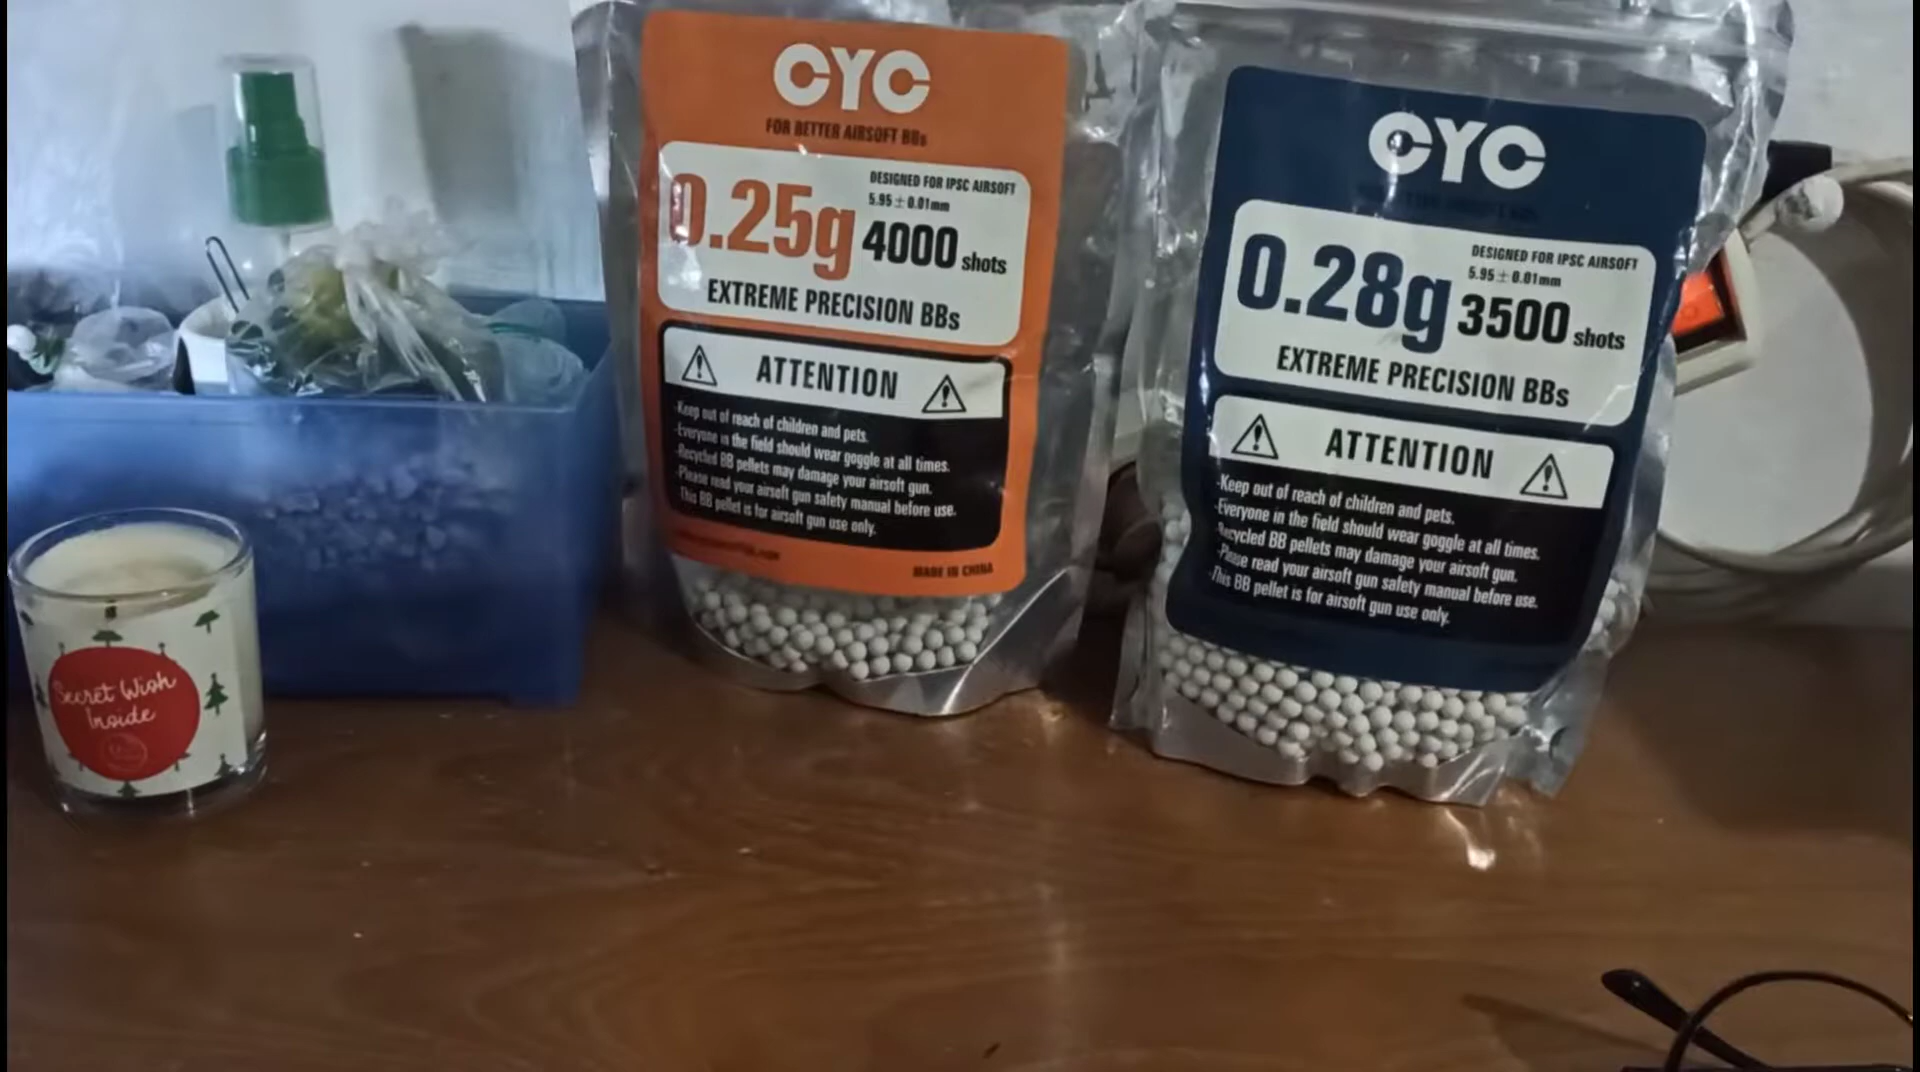 CYC
FOR BETTER AIRSOFT BBs
0.25g
DESIGNED FOR IPSC AIRSOFT
5.95±0.01mm
4000 shots
EXTREME PRECISION BBs
ATTENTION
-Keep out of reach of children and pets.
-Everyone in the field should wear goggle at all times.
-Recycled BB pellets may damage your airsoft gun.
-Please read your airsoft gun safety manual before use.
This BB pellet is for airsoft gun use only.
MADE IN CHINA
CYC
0.28g
DESIGNED FOR IPSC AIRSOFT
5.95±0.01mm
3500 shots
EXTREME PRECISION BBs
ATTENTION
-Keep out of reach of children and pets.
-Everyone in the field should wear goggle at all times.
-Recycled BB pellets may damage your airsoft gun.
-Please read your airsoft gun safety manual before use.
-This BB pellet is for airsoft gun use only.
Secret Wish
Inside